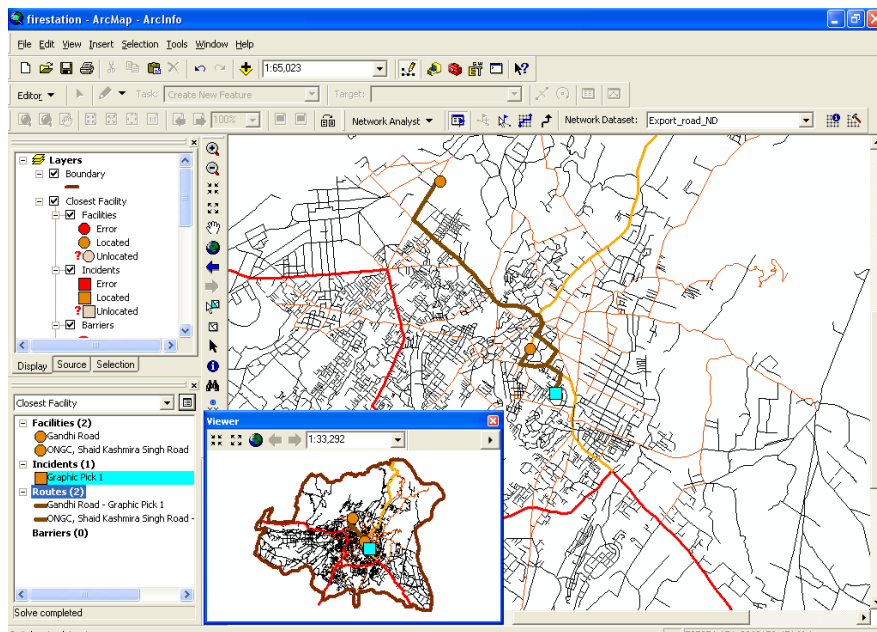 firestation - ArcMap - ArcInfo
File Edit View Insert Selection Tools Window Help
1:65,023
Editor Task: Create New Feature Target:
100% Network Analyst Network Dataset: Export_road_ND
Layers
Boundary
Closest Facility
Facilities
Error
Located
? Unlocated
Incidents
Error
Located
? Unlocated
Barriers
Display Source Selection
Closest Facility
Facilities (2)
Gandhi Road
ONGC, Shaid Kashmira Singh Road
Incidents (1)
Graphic Pick 1
Routes (2)
Gandhi Road - Graphic Pick 1
ONGC, Shaid Kashmira Singh Road -
Barriers (0)
Solve completed
Viewer
1:33,292